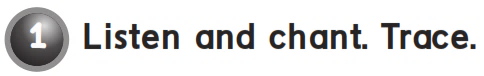 1 Listen and chant. Trace.